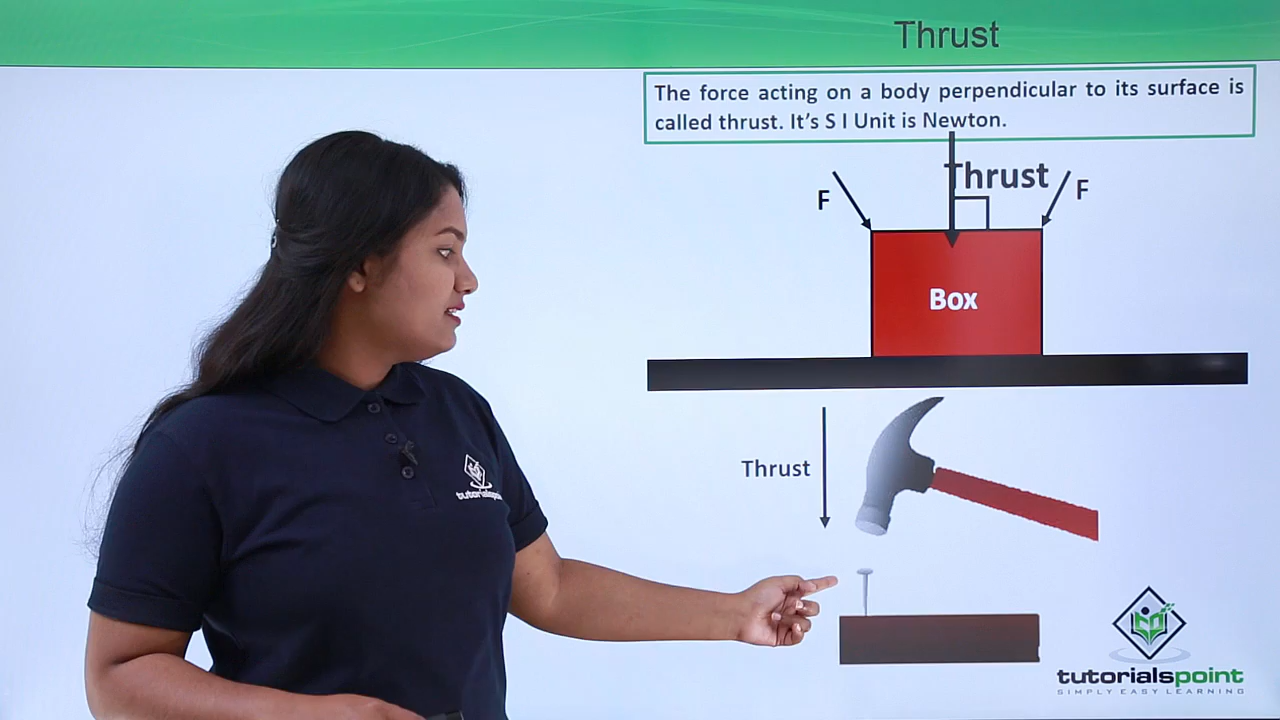 Thrust
The force acting on a body perpendicular to its surface is
called thrust. It's S I Unit is Newton.
Thrust
F
F
Box
Thrust
tutorialspoint
tutorialspoint
SIMPLY EASY LEARNING